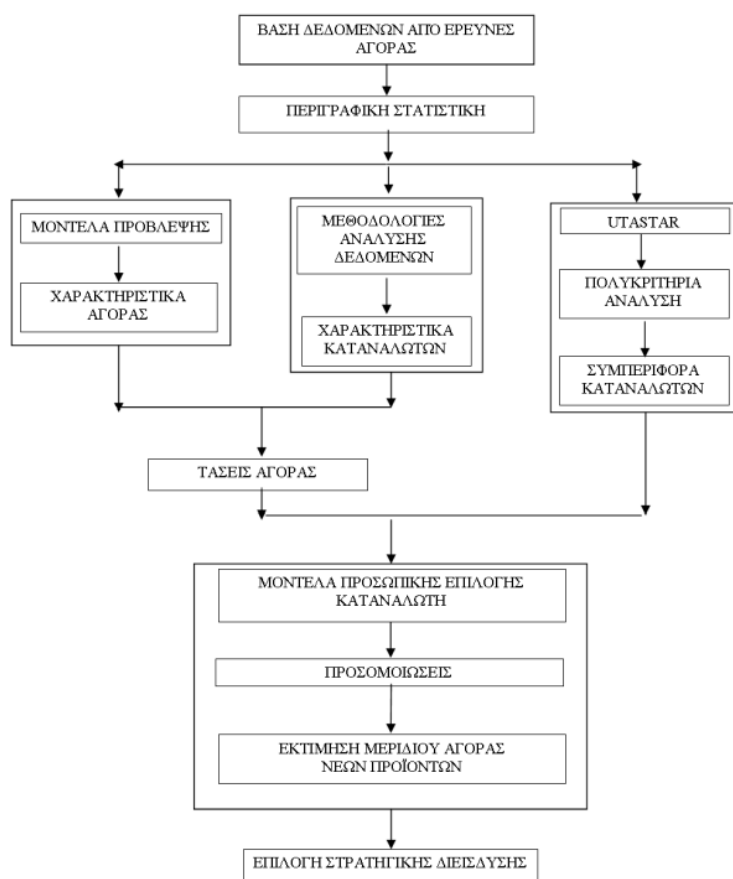 ΒΑΣΗ ΔΕΔΟΜΕΝΩΝ ΑΠΟ ΕΡΕΥΝΕΣ
ΑΓΟΡΑΣ
ΠΕΡΙΓΡΑΦΙΚΗ ΣΤΑΤΙΣΤΙΚΗ
ΜΟΝΤΕΛΑ ΠΡΟΒΛΕΨΗΣ
ΧΑΡΑΚΤΗΡΙΣΤΙΚΑ
ΑΓΟΡΑΣ
ΜΕΘΟΔΟΛΟΓΙΕΣ
ΑΝΑΛΥΣΗΣ
ΔΕΔΟΜΕΝΩΝ
ΧΑΡΑΚΤΗΡΙΣΤΙΚΑ
ΚΑΤΑΝΑΛΩΤΩΝ
UTASTAR
ΠΟΛΥΚΡΙΤΗΡΙΑ
ΑΝΑΛΥΣΗ
ΣΥΜΠΕΡΙΦΟΡΑ
ΚΑΤΑΝΑΛΩΤΩΝ
ΤΑΣΕΙΣ ΑΓΟΡΑΣ
ΜΟΝΤΕΛΑ ΠΡΟΣΩΠΙΚΗΣ ΕΠΙΛΟΓΗΣ
ΚΑΤΑΝΑΛΩΤΗ
ΠΡΟΣΟΜΟΙΩΣΕΙΣ
ΕΚΤΙΜΗΣΗ ΜΕΡΙΔΙΟΥ ΑΓΟΡΑΣ
ΝΕΩΝ ΠΡΟΪΟΝΤΩΝ
ΕΠΙΛΟΓΗ ΣΤΡΑΤΗΓΙΚΗΣ ΔΙΕΙΣΔΥΣΗΣ